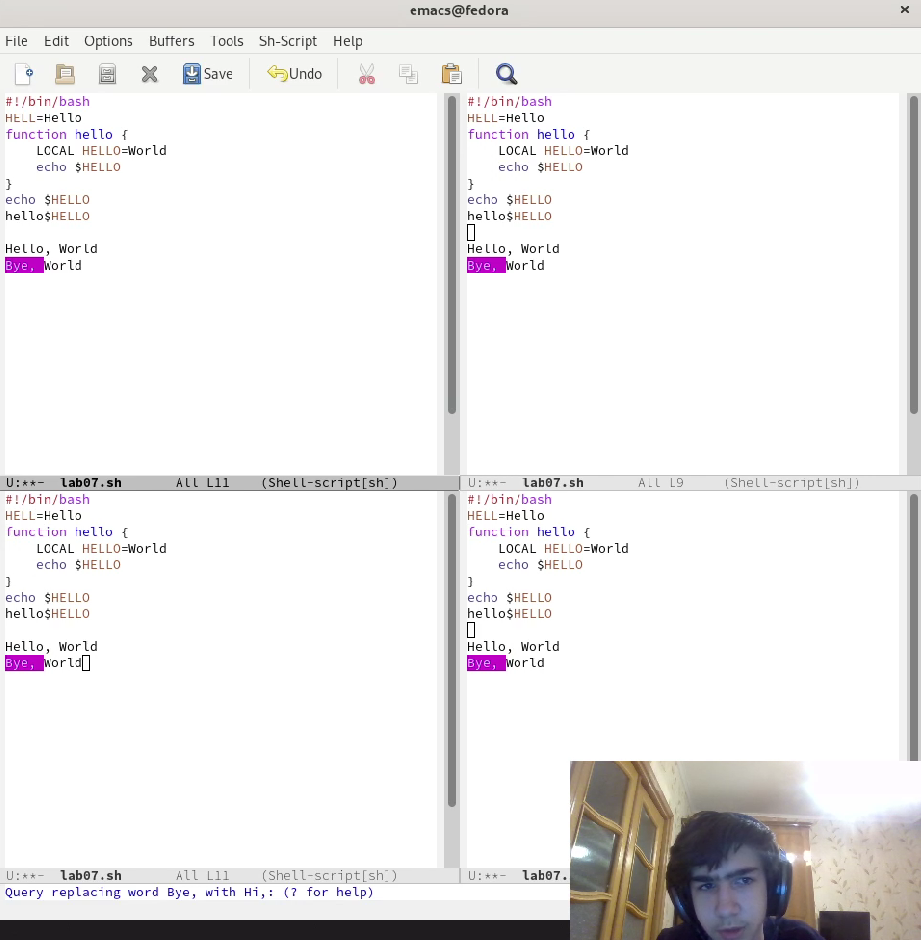 emacs@fedora
File Edit Options Buffers Tools Sh-Script Help
Save Undo
#!/bin/bash
HELL=Hello
function hello {
    LOCAL HELLO=World
    echo $HELLO
}
echo $HELLO
hello$HELLO
Hello, World
Bye, World
U:**- lab07.sh All L11 (Shell-script[sh])
#!/bin/bash
HELL=Hello
function hello {
    LOCAL HELLO=World
    echo $HELLO
}
echo $HELLO
hello$HELLO
Hello, World
Bye, World
U:**- lab07.sh All L9 (Shell-script[sh])
#!/bin/bash
HELL=Hello
function hello {
    LOCAL HELLO=World
    echo $HELLO
}
echo $HELLO
hello$HELLO
Hello, World
Bye, World
U:**- lab07.sh All L11 (Shell-script[sh])
#!/bin/bash
HELL=Hello
function hello {
    LOCAL HELLO=World
    echo $HELLO
}
echo $HELLO
hello$HELLO
Hello, World
Bye, World
U:**- lab07.
Query replacing word Bye, with Hi,: (? for help)